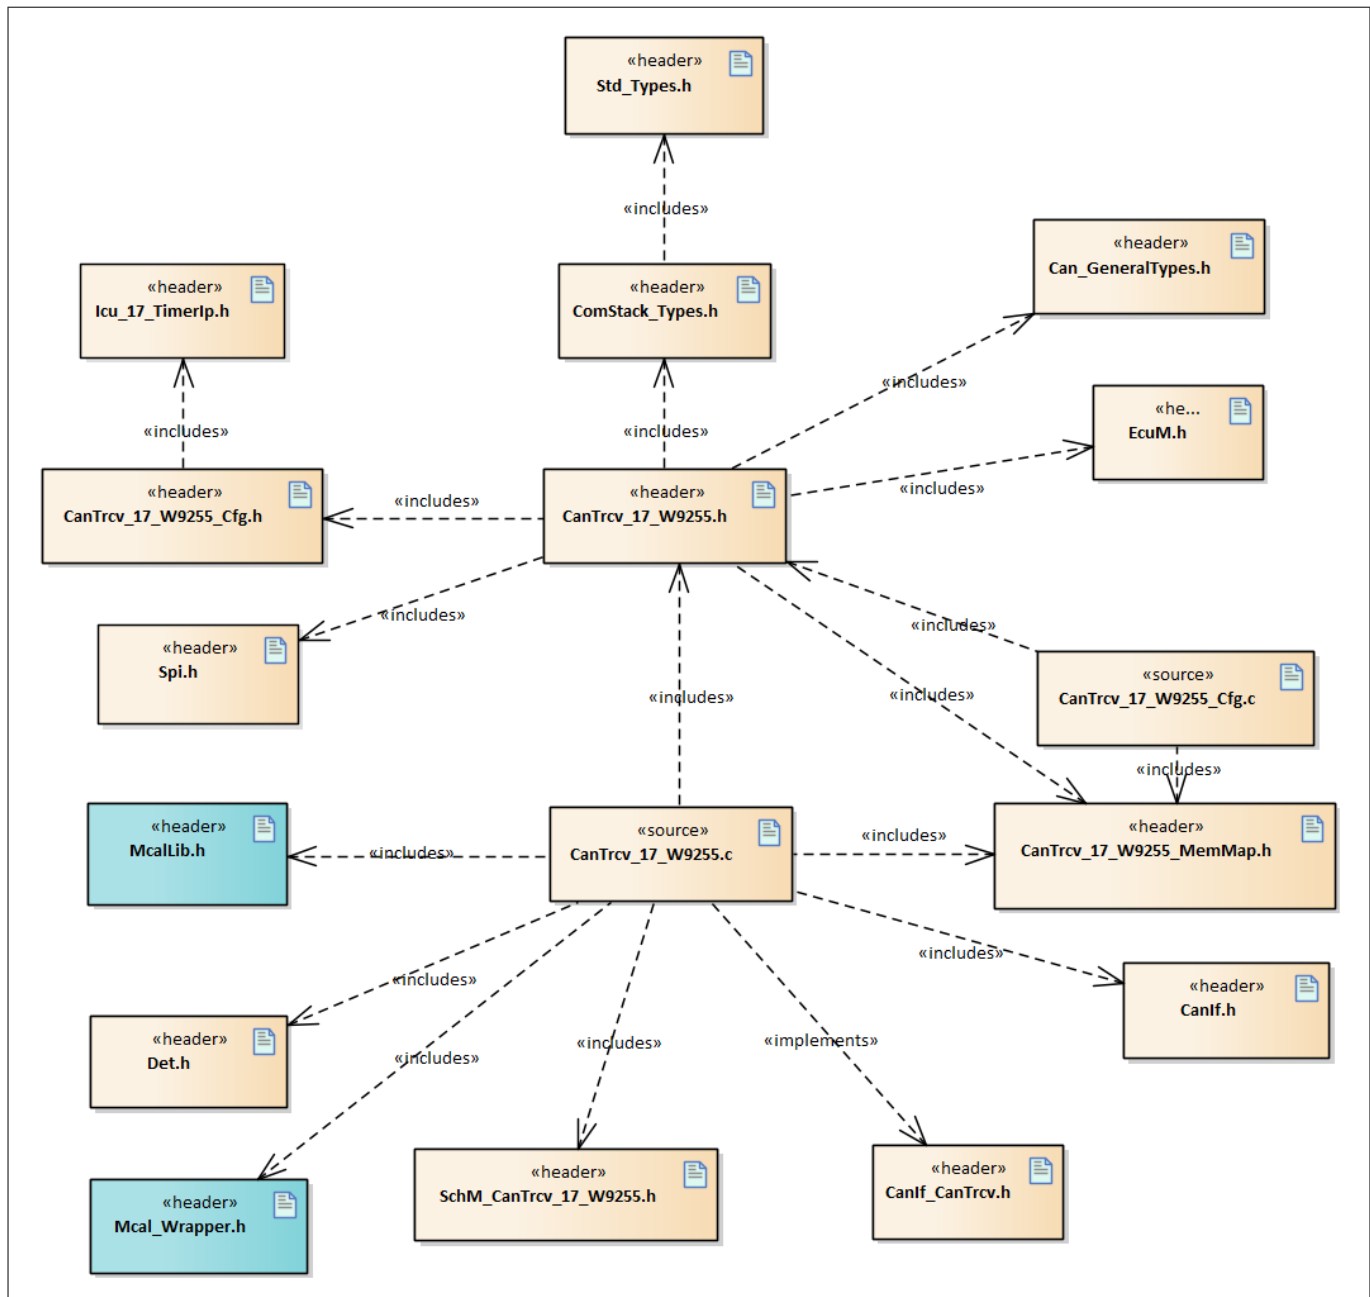 «header»
Std_Types.h
«includes»
«header»
Can_GeneralTypes.h
«header»
Icu_17_TimerIp.h
«header»
ComStack_Types.h
«includes»
«he...
EcuM.h
«includes»
«includes»
«includes»
«header»
CanTrcv_17_W9255_Cfg.h
«includes»
«header»
CanTrcv_17_W9255.h
«includes»
«includes»
«header»
Spi.h
«includes»
«source»
CanTrcv_17_W9255_Cfg.c
«includes»
«includes»
«includes»
«header»
McalLib.h
«includes»
«source»
CanTrcv_17_W9255.c
«includes»
«header»
CanTrcv_17_W9255_MemMap.h
«includes»
«includes»
«header»
CanIf.h
«header»
Det.h
«includes»
«includes»
«implements»
«header»
Mcal_Wrapper.h
«header»
SchM_CanTrcv_17_W9255.h
«header»
CanIf_CanTrcv.h